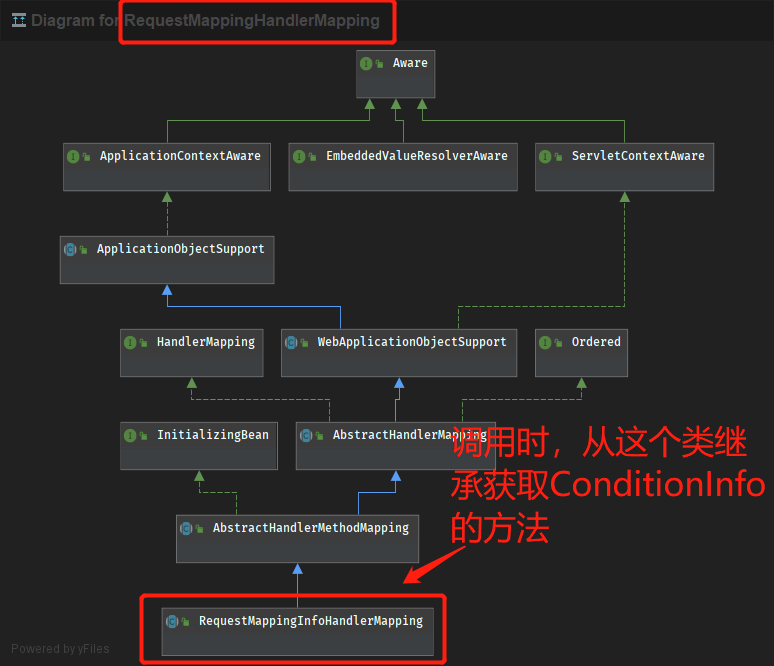 Diagram for RequestMappingHandlerMapping
Aware
ApplicationContextAware
EmbeddedValueResolverAware
ServletContextAware
ApplicationObjectSupport
HandlerMapping
WebApplicationObjectSupport
Ordered
InitializingBean
AbstractHandlerMapping
调用时，从这个类继
承获取ConditionInfo
的方法
AbstractHandlerMethodMapping
RequestMappingInfoHandlerMapping
Powered by yFiles